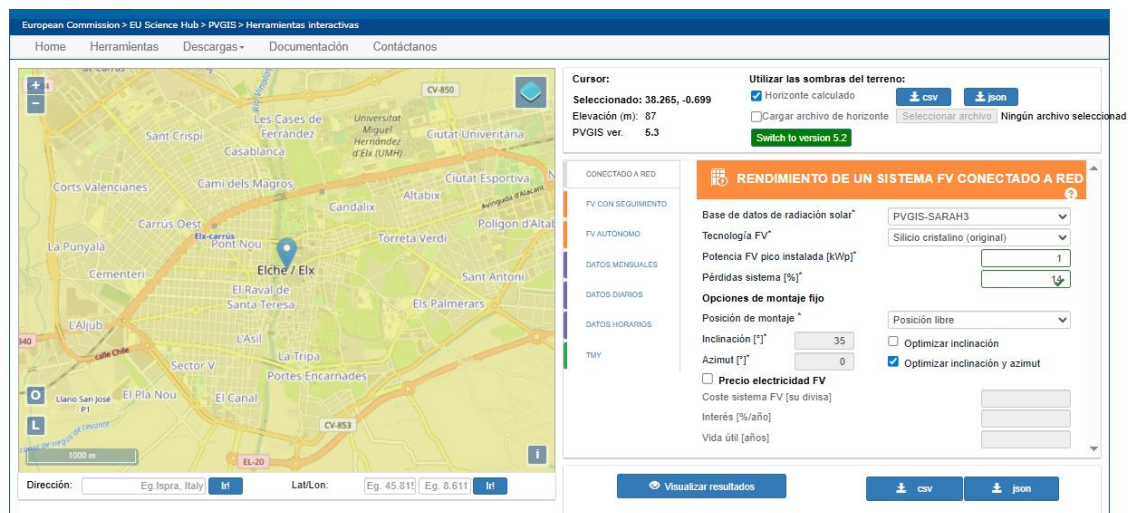 European Commission > EU Science Hub > PVGIS > Herramientas interactivas
Home Herramientas Descargas Documentación Contáctanos
+
−
CV-850
Les Cases de
Ferràndez
Universitat
Miguel
Hernández
d'Elx (UMH)
Ciutat Universitària
Sant Crispí
Casablanca
Ciutat Esportiva
Corts Valencianes
Camí dels Magros
Altabix
Avinguda d'Alacant
Candalix
Carrús Oest
Elx-carrús
Pont Nou
Torreta Verdi
Polígon d'Altab
La Punyalà
Cementeri
Elche / Elx
Sant Antoni
El Raval de
Santa Teresa
Els Palmerars
L'Aljub
L'Asil
calle Chile
La Tripa
Sector V
Portes Encarnades
O
Llano San José
- P1
El Pla Nou
El Canal
L
CV-853
1000 m
EL-20
i
Dirección: Eg.Ispra, Italy Ir! Lat/Lon: Eg. 45.815 Eg. 8.611 Ir!
Cursor:
Seleccionado: 38.265, -0.699
Elevación (m): 87
PVGIS ver. 5.3
Utilizar las sombras del terreno:
Horizonte calculado csv json
Cargar archivo de horizonte Seleccionar archivo Ningún archivo seleccionad
Switch to version 5.2
CONECTADO A RED
FV CON SEGUIMIENTO
FV AUTÓNOMO
DATOS MENSUALES
DATOS DIARIOS
DATOS HORARIOS
TMY
RENDIMIENTO DE UN SISTEMA FV CONECTADO A RED
?
Base de datos de radiación solar* PVGIS-SARAH3
Tecnología FV* Silicio cristalino (original)
Potencia FV pico instalada [kWp]* 1
Pérdidas sistema [%]* 14
Opciones de montaje fijo
Posición de montaje * Posición libre
Inclinación [°]* 35 Optimizar inclinación
Azimut [°]* 0 Optimizar inclinación y azimut
Precio electricidad FV
Coste sistema FV [su divisa]
Interés [%/año]
Vida útil [años]
Visualizar resultados csv json